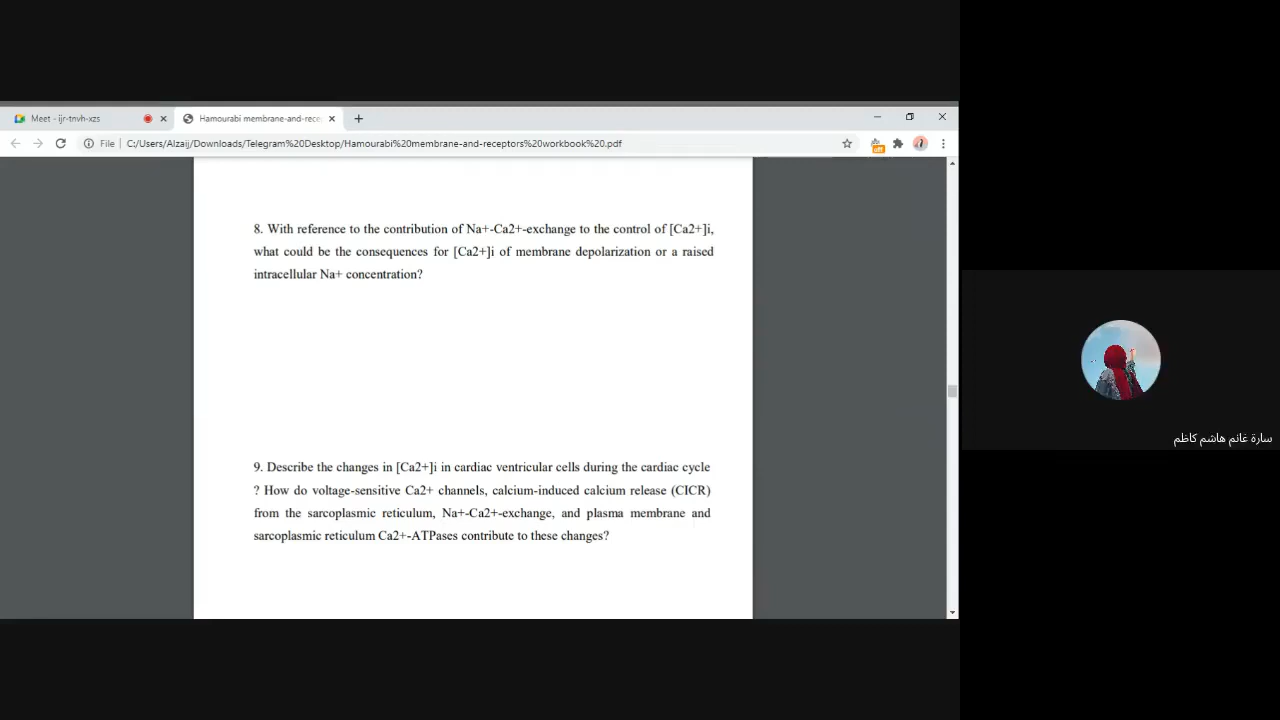 Meet - ijr-tnvh-xzs
Hamourabi membrane-and-rece
File
C:/Users/Alzaij/Downloads/Telegram%20Desktop/Hamourabi%20membrane-and-receptors%20workbook%20.pdf
off
8. With reference to the contribution of Na+-Ca2+-exchange to the control of [Ca2+]i,
what could be the consequences for [Ca2+]i of membrane depolarization or a raised
intracellular Na+ concentration?
9. Describe the changes in [Ca2+]i in cardiac ventricular cells during the cardiac cycle
? How do voltage-sensitive Ca2+ channels, calcium-induced calcium release (CICR)
from the sarcoplasmic reticulum, Na+-Ca2+-exchange, and plasma membrane and
sarcoplasmic reticulum Ca2+-ATPases contribute to these changes?
سارة غانم هاشم كاظم